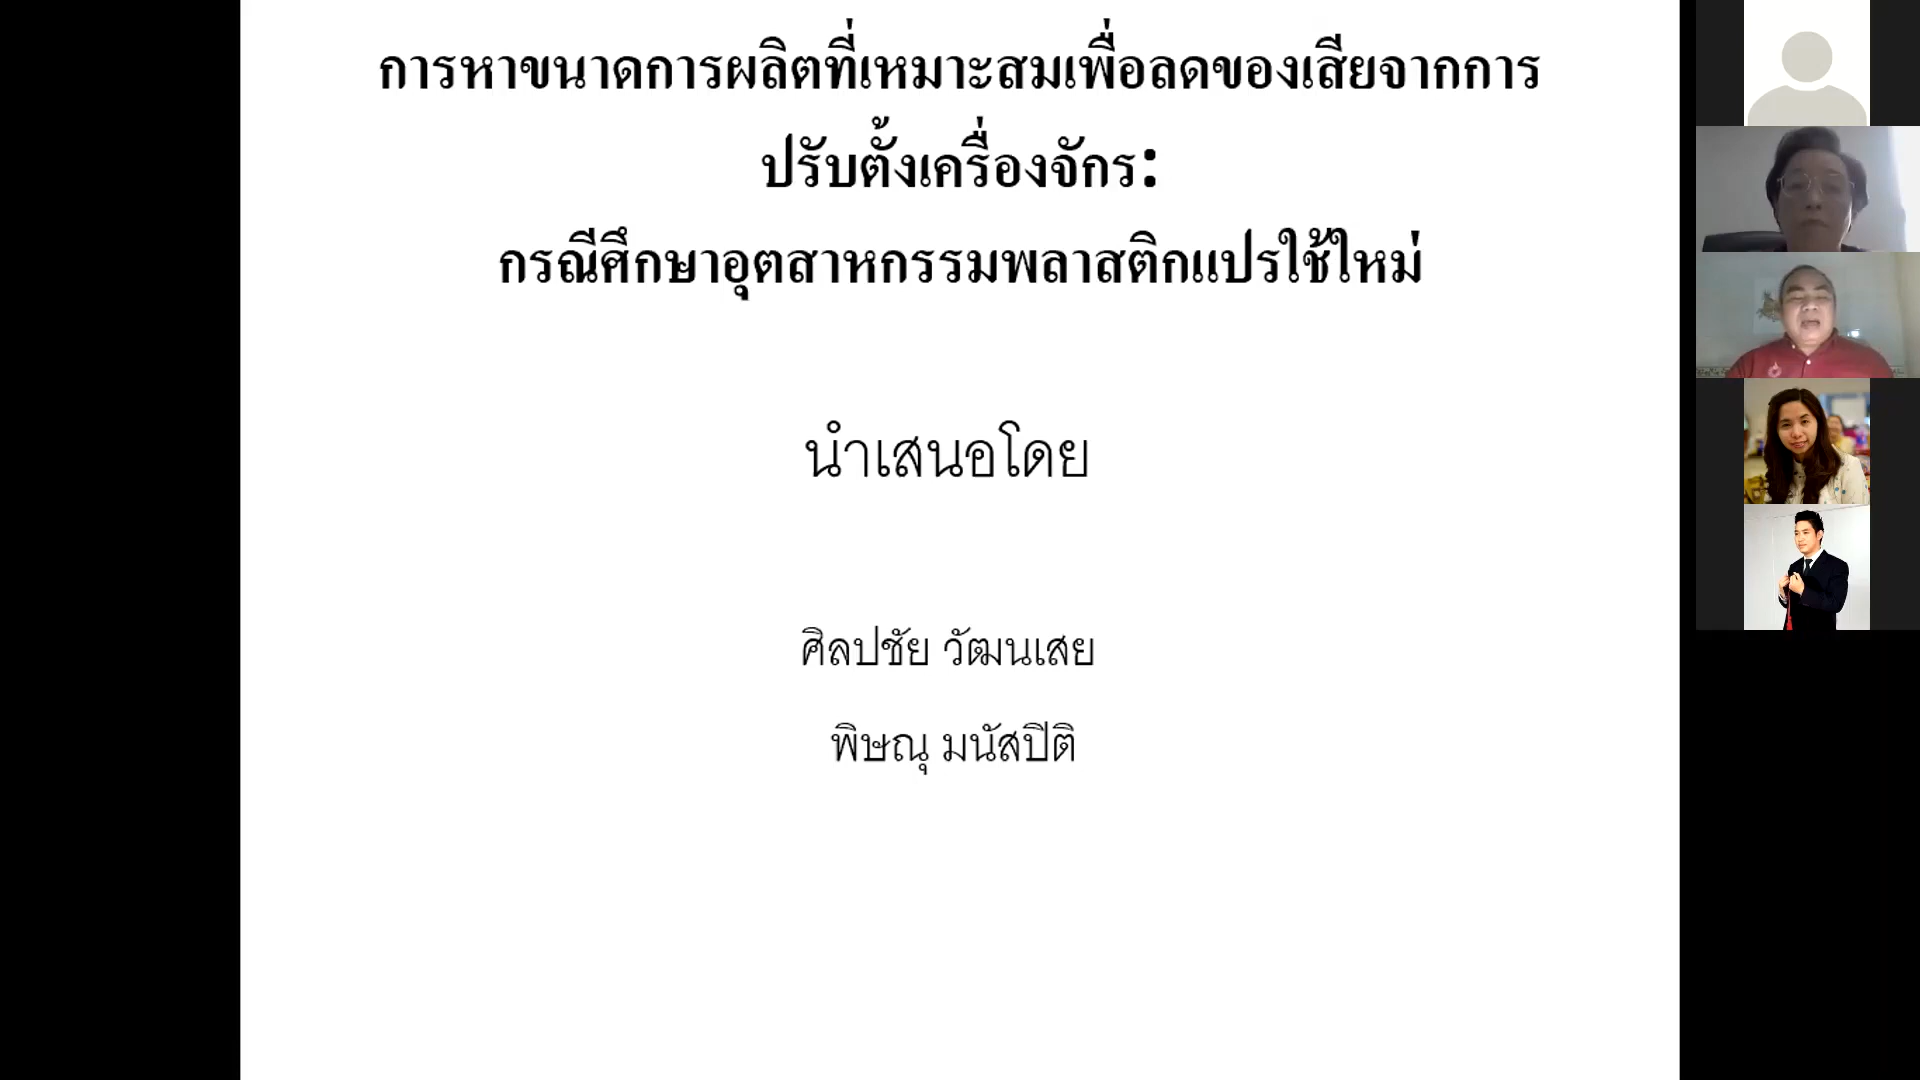 การหาขนาดการผลิตที่เหมาะสมเพื่อลดของเสียจากการ
ปรับตั้งเครื่องจักร:
กรณีศึกษาอุตสาหกรรมพลาสติกแปรใช้ใหม่
นำเสนอโดย
ศิลปชัย วัฒนเสย
พิษณุ มนัสปิติ